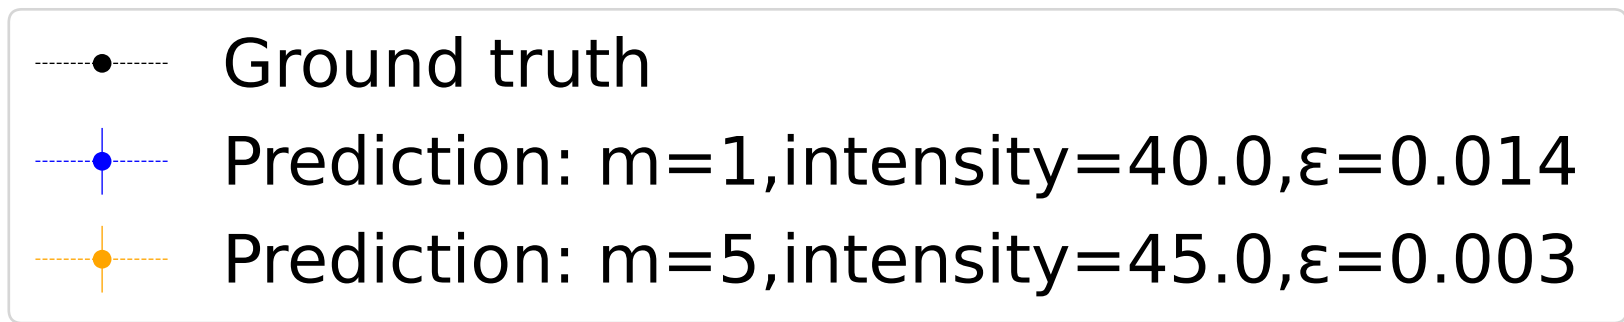 Ground truth
Prediction: m=1,intensity=40.0,ε=0.014
Prediction: m=5,intensity=45.0,ε=0.003